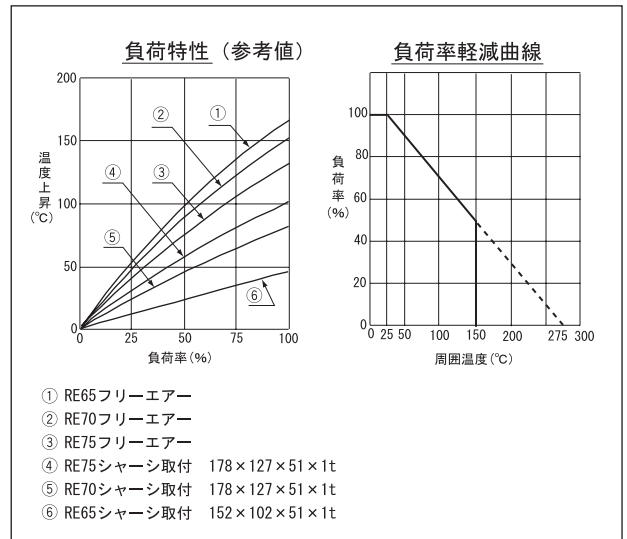 負荷特性（参考値）
200
150
100
50
0
温度上昇
(℃)
①
②
③
④
⑤
⑥
0 25 50 75 100
負荷率(%)
負荷率軽減曲線
100
80
60
40
20
0
負荷率
(%)
0 25 50 100 150 200 275 300
周囲温度(℃)
① RE65フリーエアー
② RE70フリーエアー
③ RE75フリーエアー
④ RE75シャーシ取付 178×127×51×1t
⑤ RE70シャーシ取付 178×127×51×1t
⑥ RE65シャーシ取付 152×102×51×1t